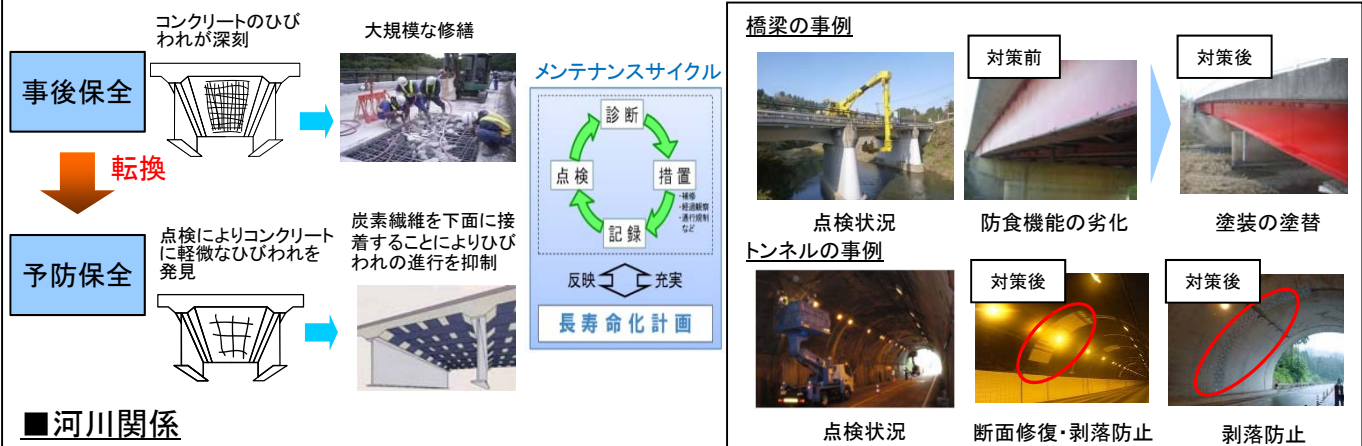 コンクリートのひび
われが深刻
大規模な修繕
事後保全
転換
予防保全
点検によりコンクリート
に軽微なひびわれを
発見
炭素繊維を下面に接
着することによりひび
われの進行を抑制
メンテナンスサイクル
診断
点検
措置
・補修
・経過観察
・通行規制
など
記録
反映
充実
長寿命化計画
橋梁の事例
対策前
対策後
点検状況
防食機能の劣化
塗装の塗替
トンネルの事例
対策後
対策後
点検状況
断面修復・剥落防止
剥落防止
■河川関係